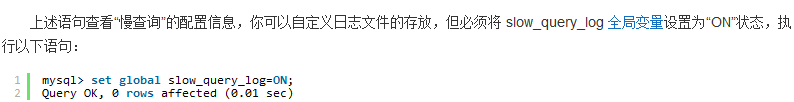 上述语句查看“慢查询”的配置信息，你可以自定义日志文件的存放，但必须将 slow_query_log 全局变量设置为“ON”状态，执
行以下语句：
1 mysql> set global slow_query_log=ON;
2 Query OK, 0 rows affected (0.01 sec)